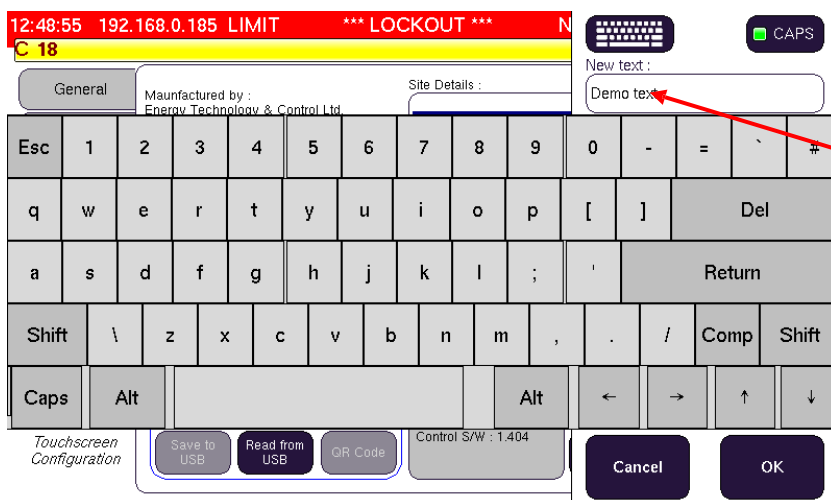 12:48:55 192.168.0.185 LIMIT *** LOCKOUT *** N
C 18
CAPS
New text :
Demo text
General
Maunfactured by :
Energy Technology & Control Ltd.
Site Details :
Esc 1 2 3 4 5 6 7 8 9 0 - = ` #
q w e r t y u i o p [ ] Del
a s d f g h j k l ; ' Return
Shift \ z x c v b n m , . / Comp Shift
Caps Alt Alt ← → ↑ ↓
Touchscreen
Configuration
Save to
USB
Read from
USB
QR Code
Control S/W : 1.404
Cancel
OK